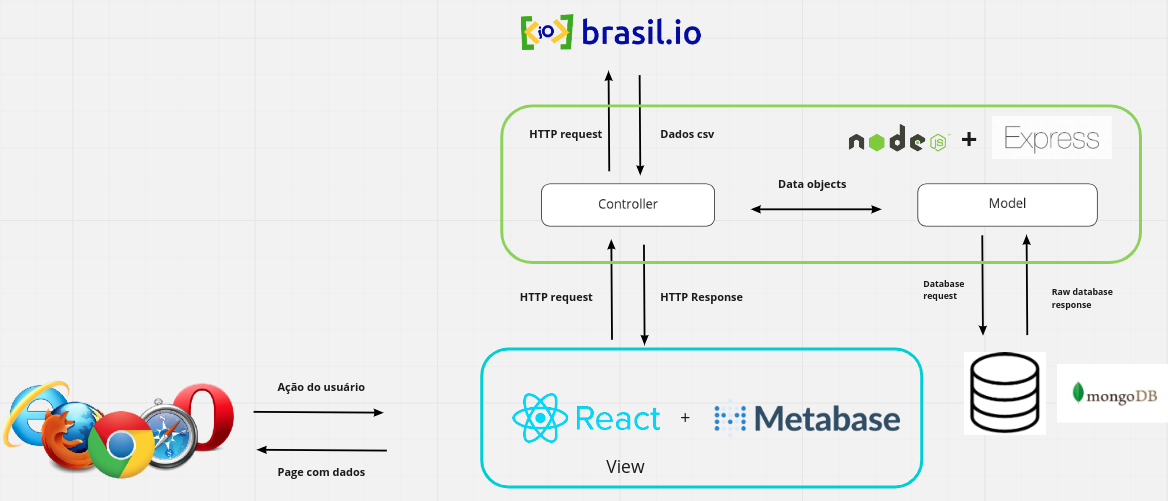 brasil.io
HTTP request
Dados csv
node JS + Express
Controller
Data objects
Model
HTTP request
HTTP Response
Database
request
Raw database
response
Ação do usuário
React + Metabase
View
mongoDB
Page com dados